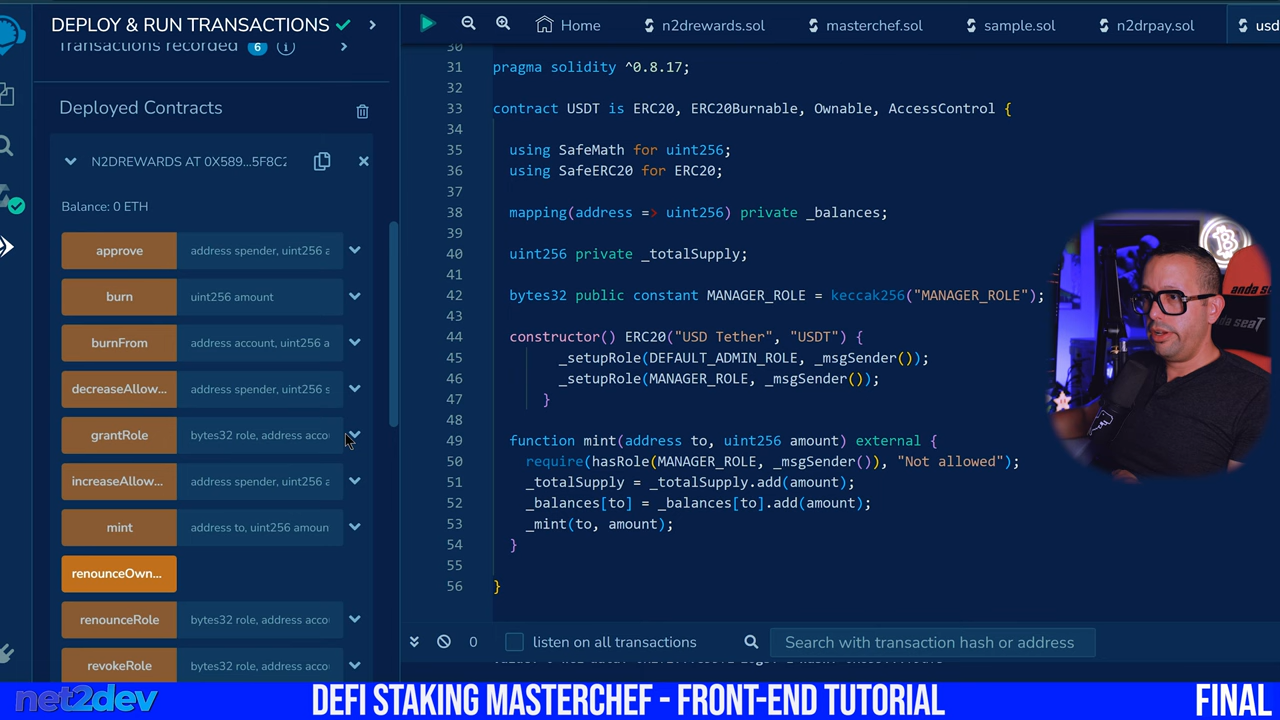 DEPLOY & RUN TRANSACTIONS
Transactions recorded 6 i
Deployed Contracts
N2DREWARDS AT 0X589...5F8C2
Balance: 0 ETH
approve address spender, uint256 a
burn uint256 amount
burnFrom address account, uint256 a
decreaseAllow... address spender, uint256 s
grantRole bytes32 role, address acco
increaseAllow... address spender, uint256 a
mint address to, uint256 amoun
renounceOwn...
renounceRole bytes32 role, address acco
revokeRole bytes32 role, address acco
Home n2drewards.sol masterchef.sol sample.sol n2drpay.sol usd
30
31 pragma solidity ^0.8.17;
32
33 contract USDT is ERC20, ERC20Burnable, Ownable, AccessControl {
34
35 using SafeMath for uint256;
36 using SafeERC20 for ERC20;
37
38 mapping(address => uint256) private _balances;
39
40 uint256 private _totalSupply;
41
42 bytes32 public constant MANAGER_ROLE = keccak256("MANAGER_ROLE");
43
44 constructor() ERC20("USD Tether", "USDT") {
45 _setupRole(DEFAULT_ADMIN_ROLE, _msgSender());
46 _setupRole(MANAGER_ROLE, _msgSender());
47 }
48
49 function mint(address to, uint256 amount) external {
50 require(hasRole(MANAGER_ROLE, _msgSender()), "Not allowed");
51 _totalSupply = _totalSupply.add(amount);
52 _balances[to] = _balances[to].add(amount);
53 _mint(to, amount);
54 }
55
56 }
0 listen on all transactions Search with transaction hash or address
net2dev DEFI STAKING MASTERCHEF - FRONT-END TUTORIAL FINAL